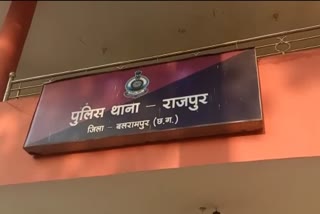 पुलिस थाना - राजपुर
जिला - बलरामपुर (छ.ग.)